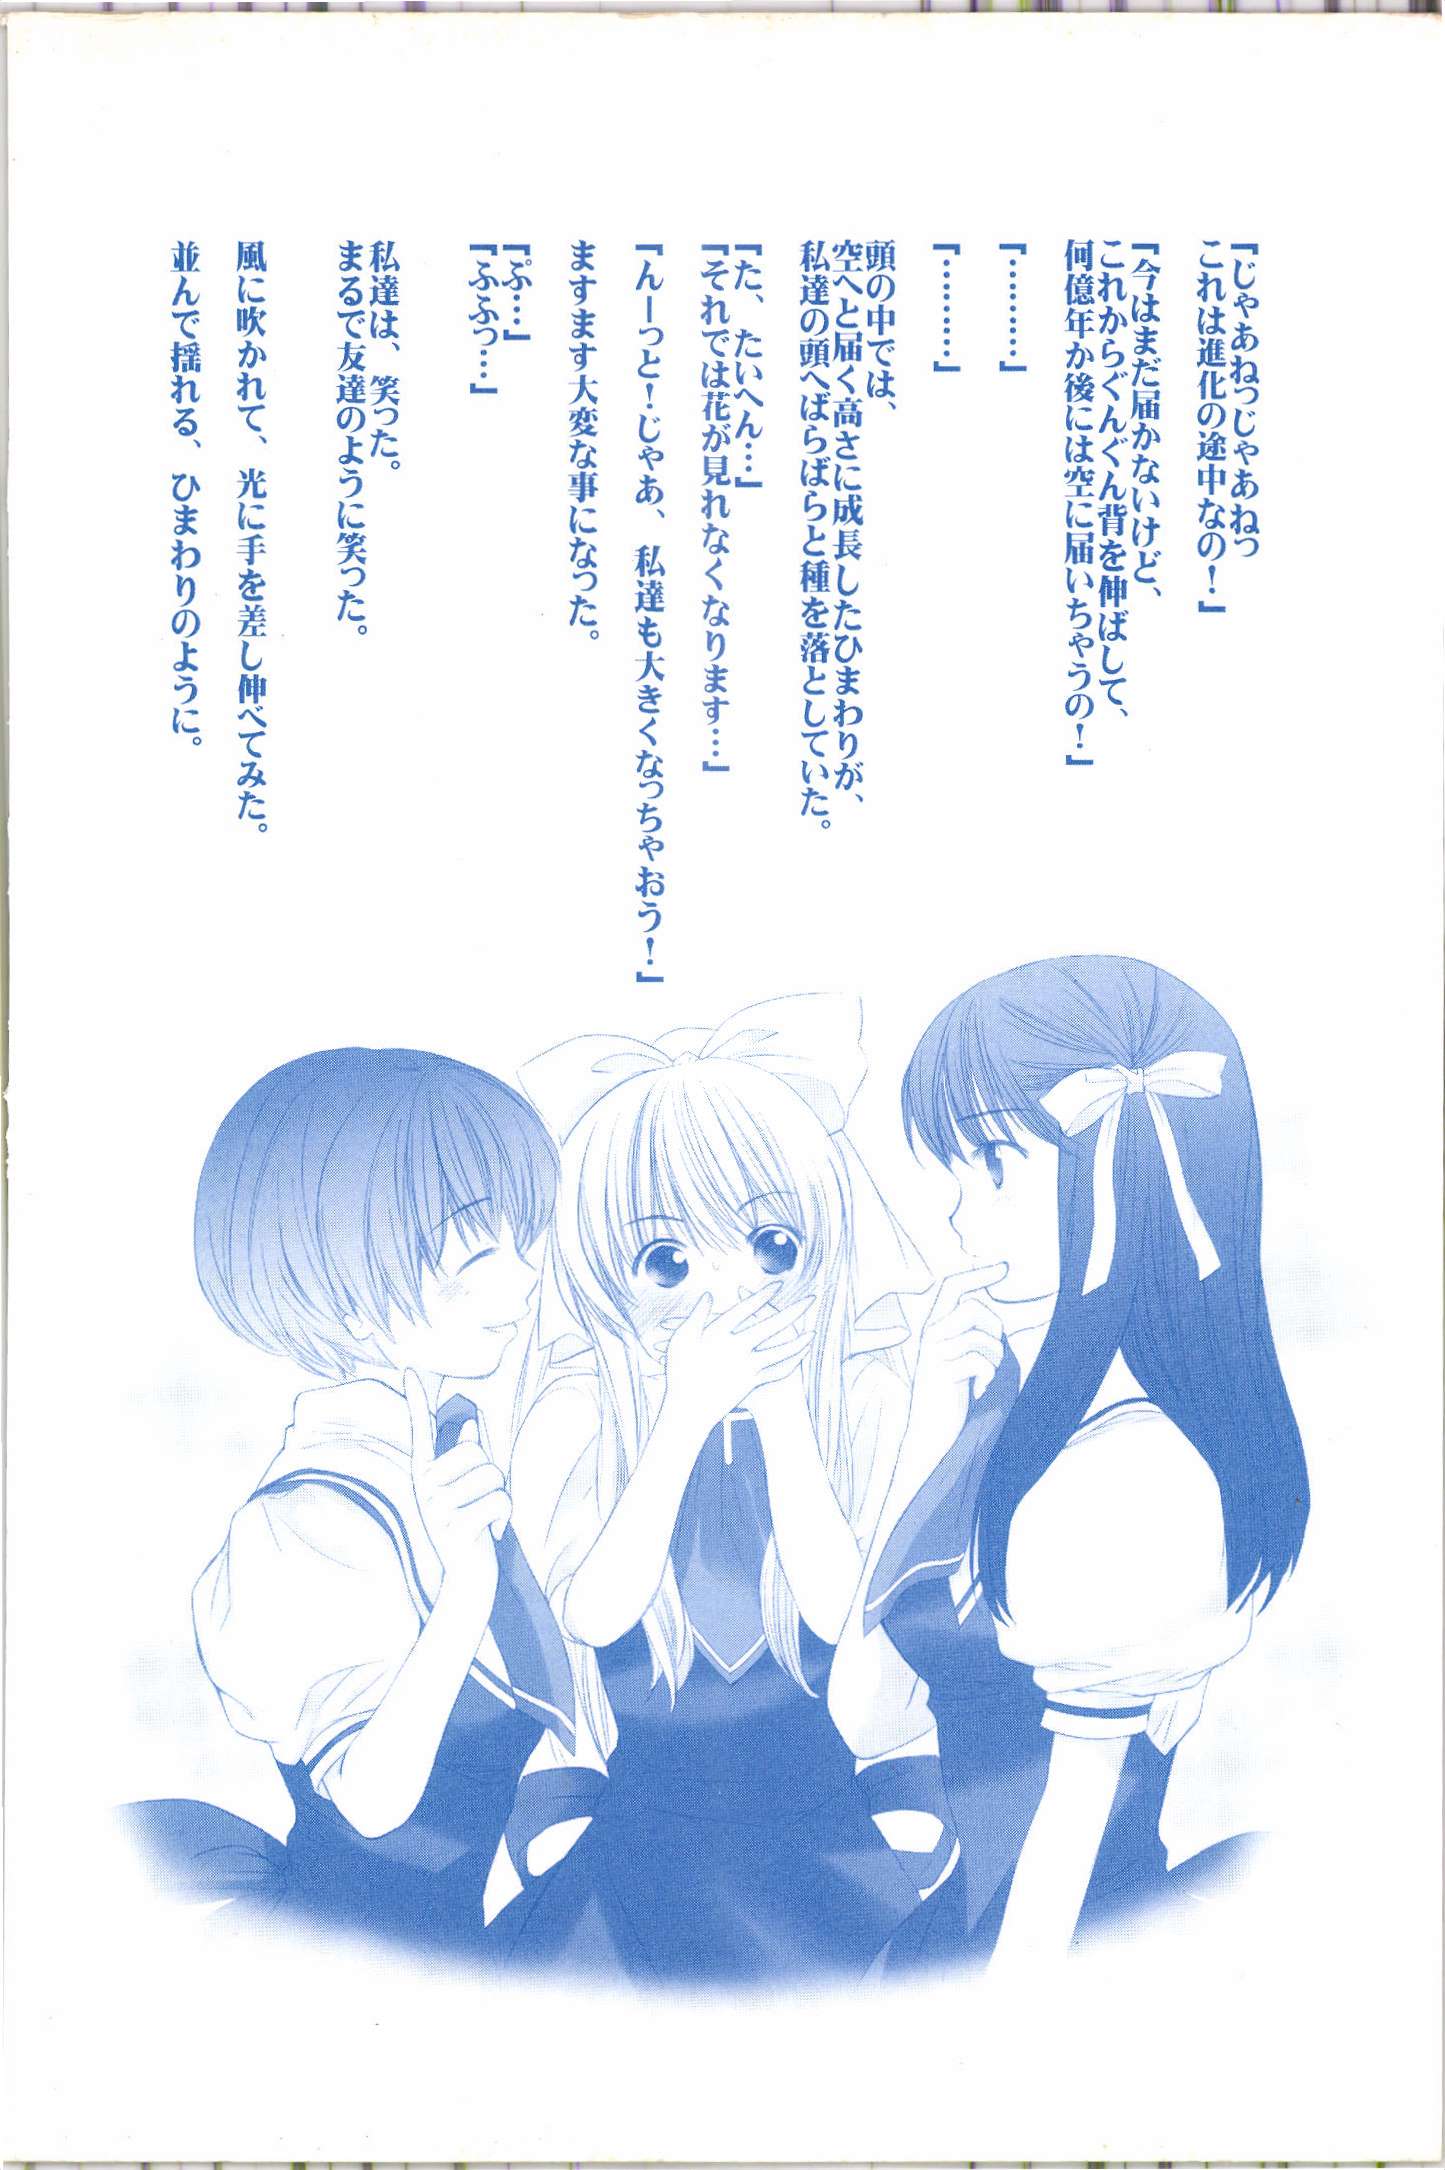 『じゃあねっじゃあねっ
これは進化の途中なの！』
『今はまだ届かないけど、
これからぐんぐん背を伸ばして、
何億年か後には空に届いちゃうの！』
『………』
『………』
頭の中では、
空へと届く高さに成長したひまわりが、
私達の頭へばらばらと種を落としていた。
『た、たいへん…』
『それでは花が見れなくなります…』
『んーっと！じゃあ、私達も大きくなっちゃおう！』
ますます大変な事になった。
『ぷ…』
『ふふっ…』
私達は、笑った。
まるで友達のように笑った。
風に吹かれて、光に手を差し伸べてみた。
並んで揺れる、ひまわりのように。